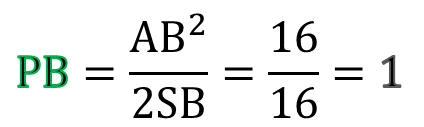 PB = AB²/2SB = 16/16 = 1